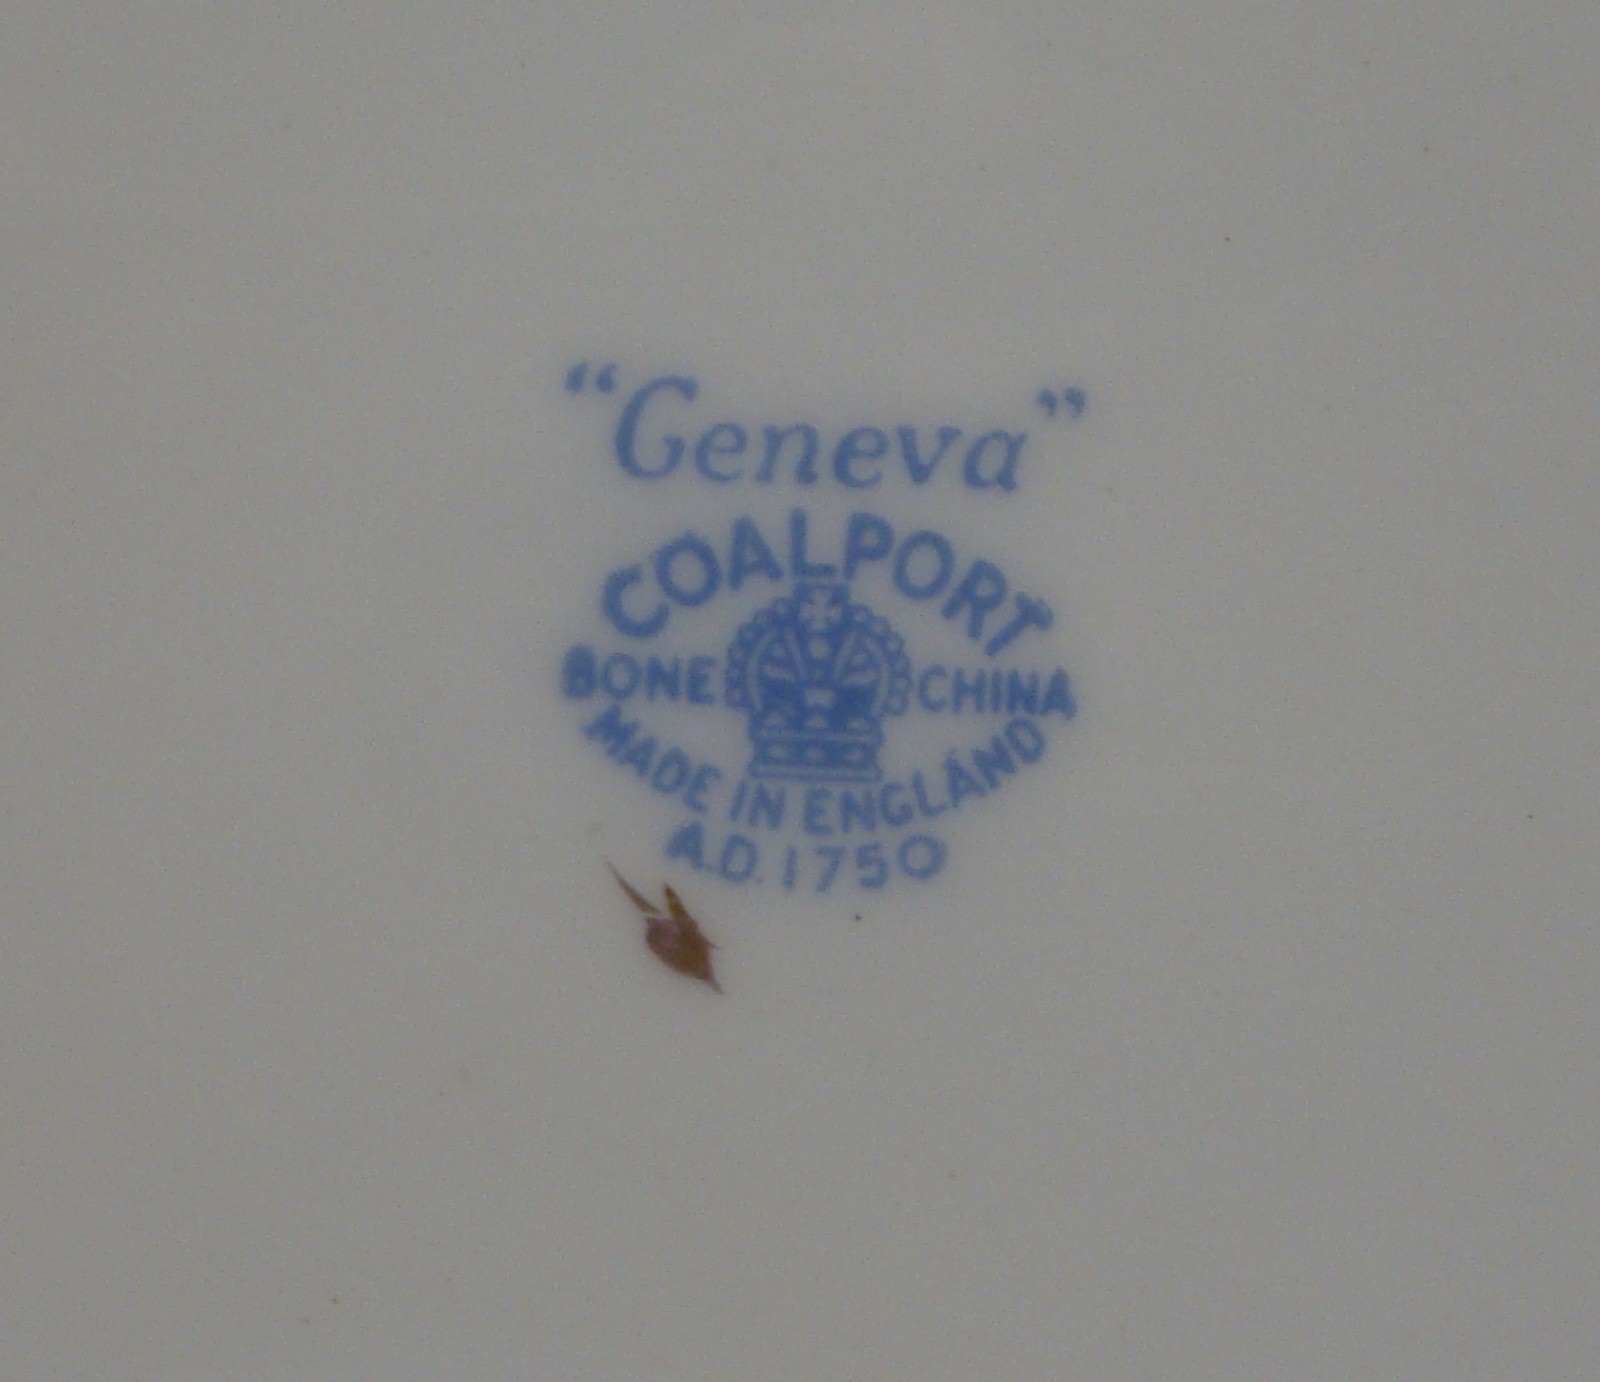 “Geneva”
COALPORT
BONE CHINA
MADE IN ENGLAND
A.D. 1750